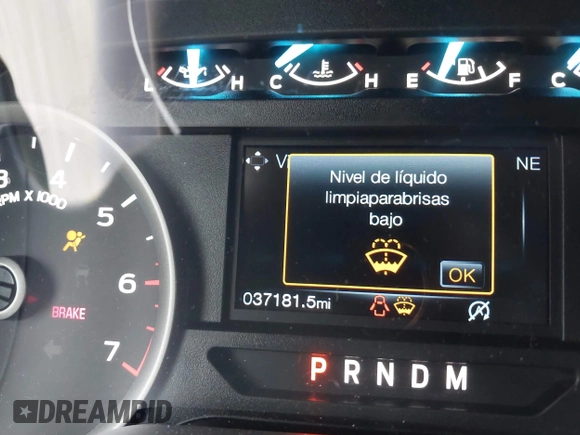 L H C H E F C
V NE
Nivel de líquido
limpiaparabrisas
bajo
OK
3 4 5 6 7
RPM X 1000
BRAKE
037181.5mi
P R N D M
DREAMBID